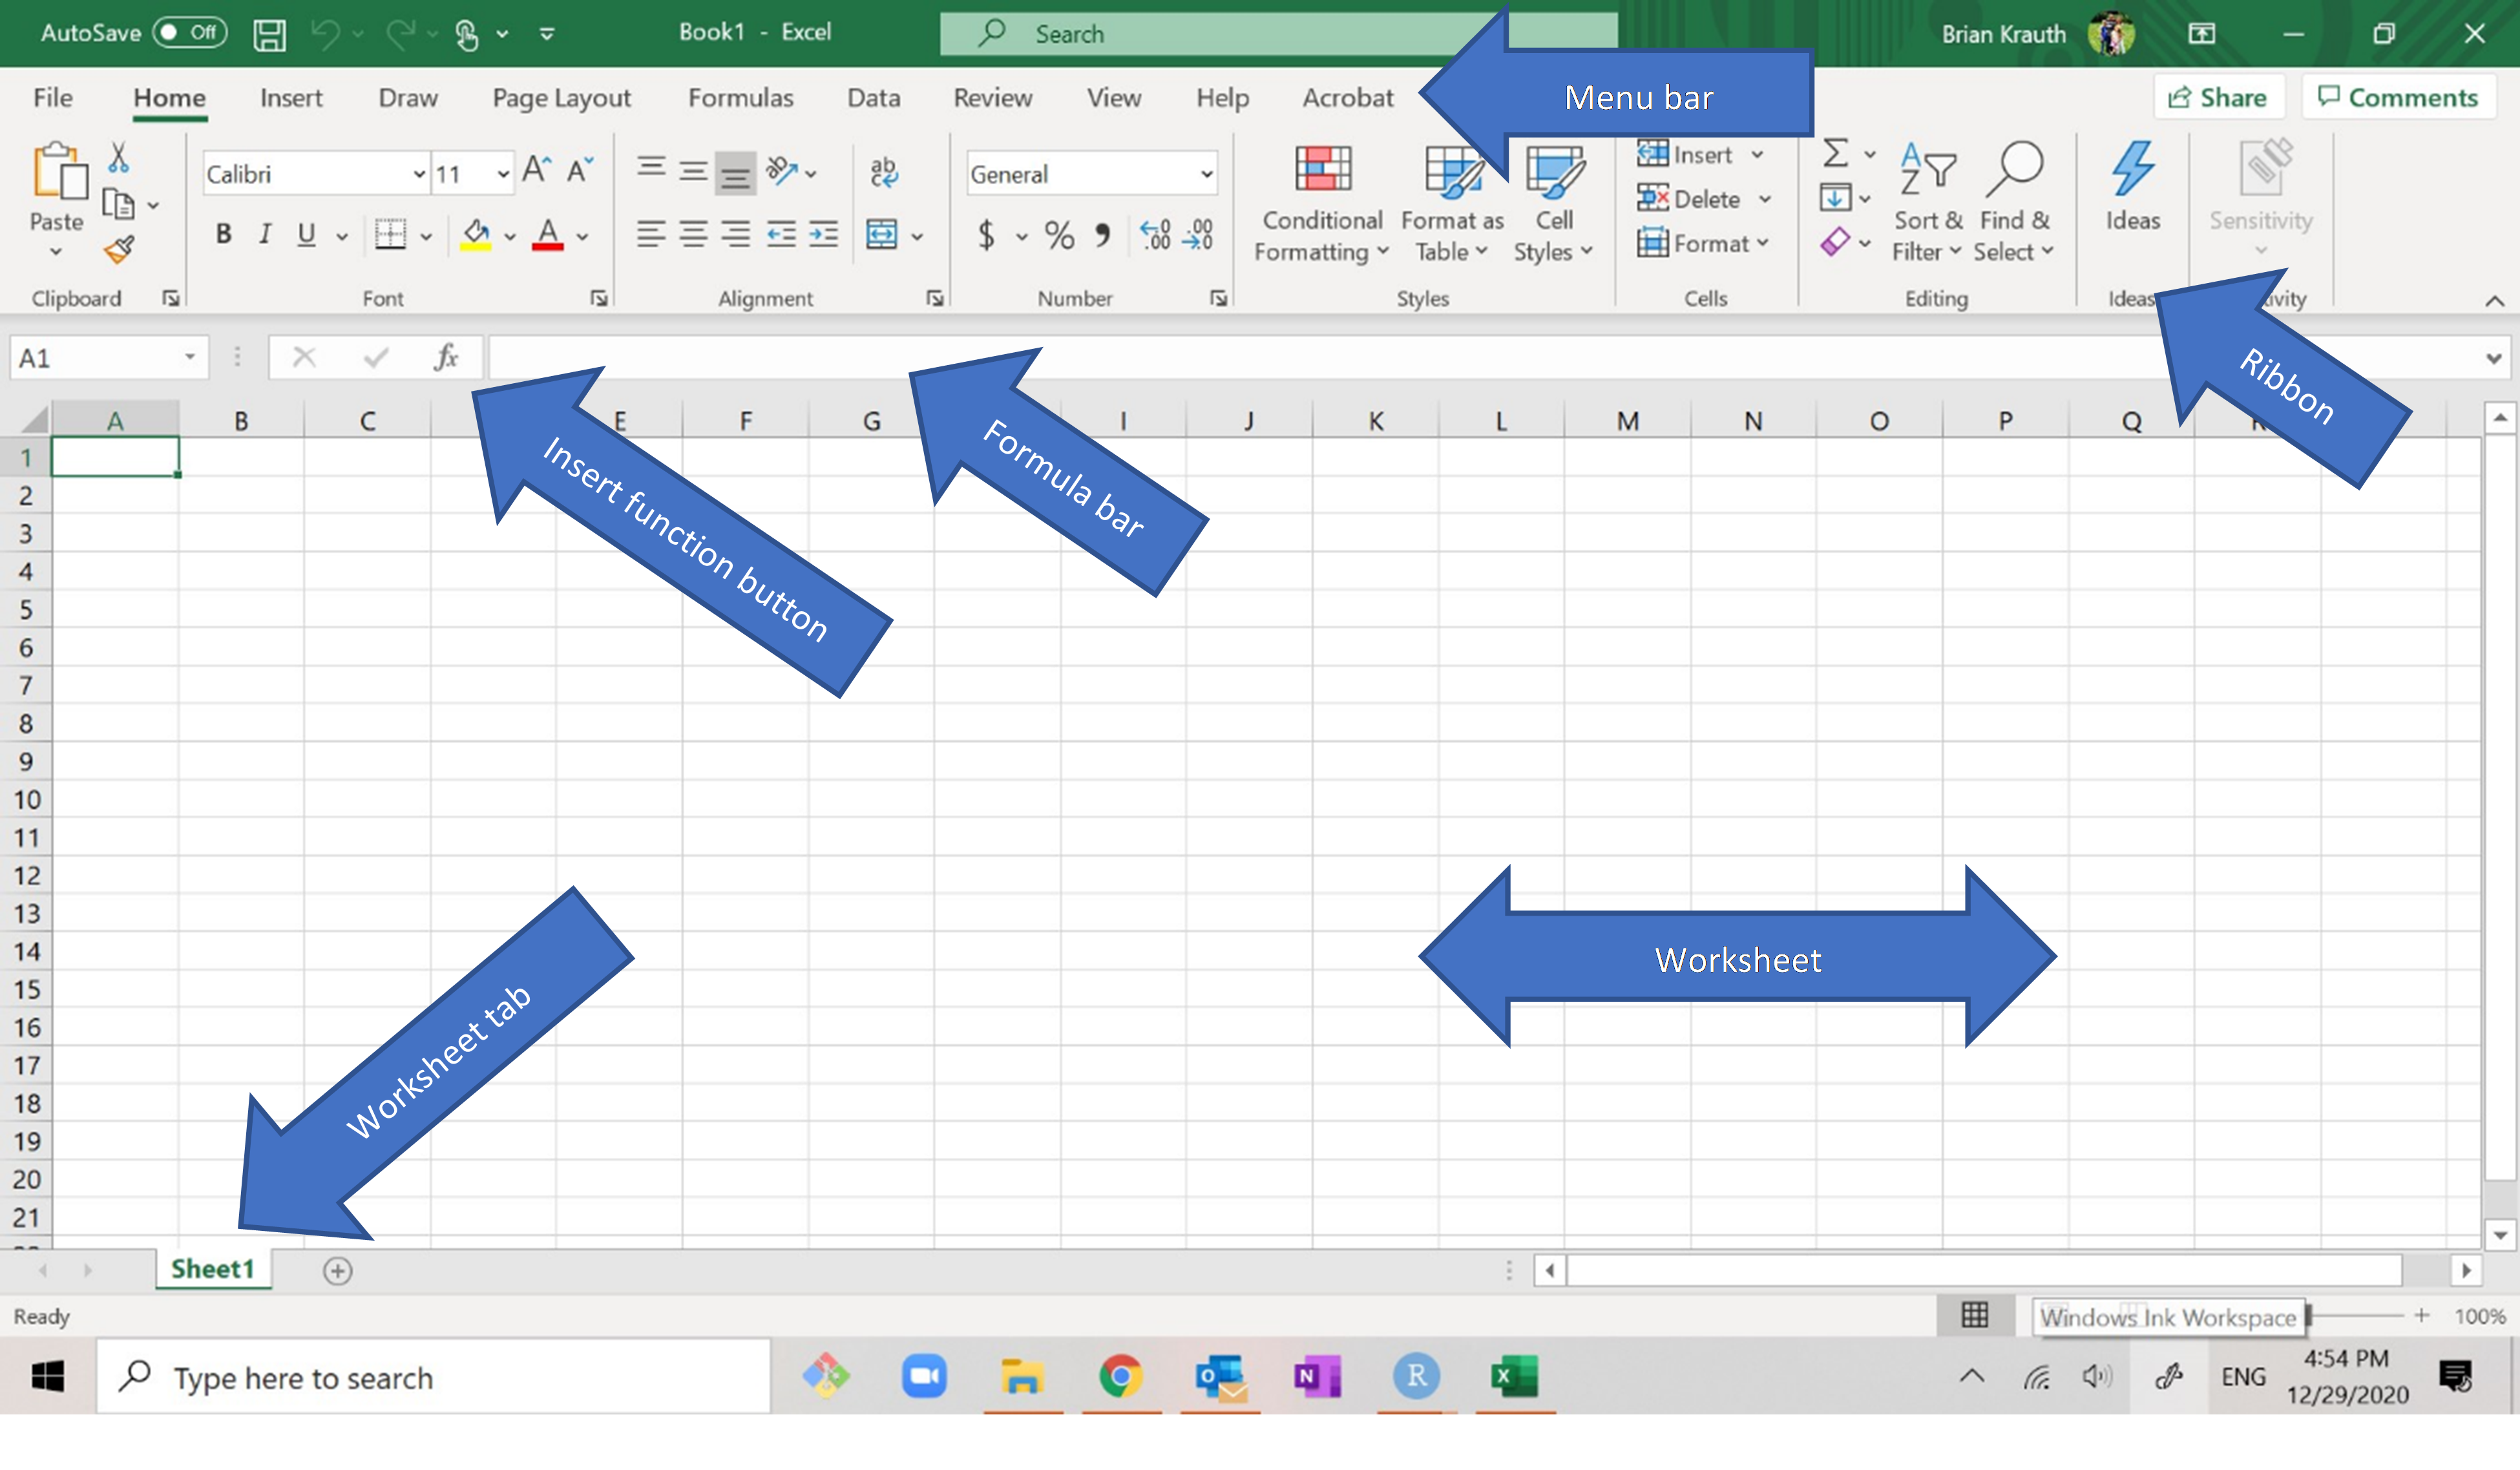 AutoSave Off Book1 - Excel Search Brian Krauth
File Home Insert Draw Page Layout Formulas Data Review View Help Acrobat Menu bar Share Comments
Paste
Calibri 11
B I U
ab
General
$ % 9 .00 .00
Conditional Formatting
Format as Table
Cell Styles
Insert
Delete
Format
Σ
Sort & Filter
Find & Select
Ideas
Sensitivity
Clipboard Font Alignment Number Styles Cells Editing Ideas
Ribbon
A1 fx
Insert function button
Formula bar
A B C E F G I J K L M N O P Q
1
2
3
4
5
6
7
8
9
10
11
12
13
14
15
16
17
18
19
20
21
Worksheet
Worksheet tab
Sheet1
Ready Windows Ink Workspace 100%
Type here to search ENG 4:54 PM
12/29/2020